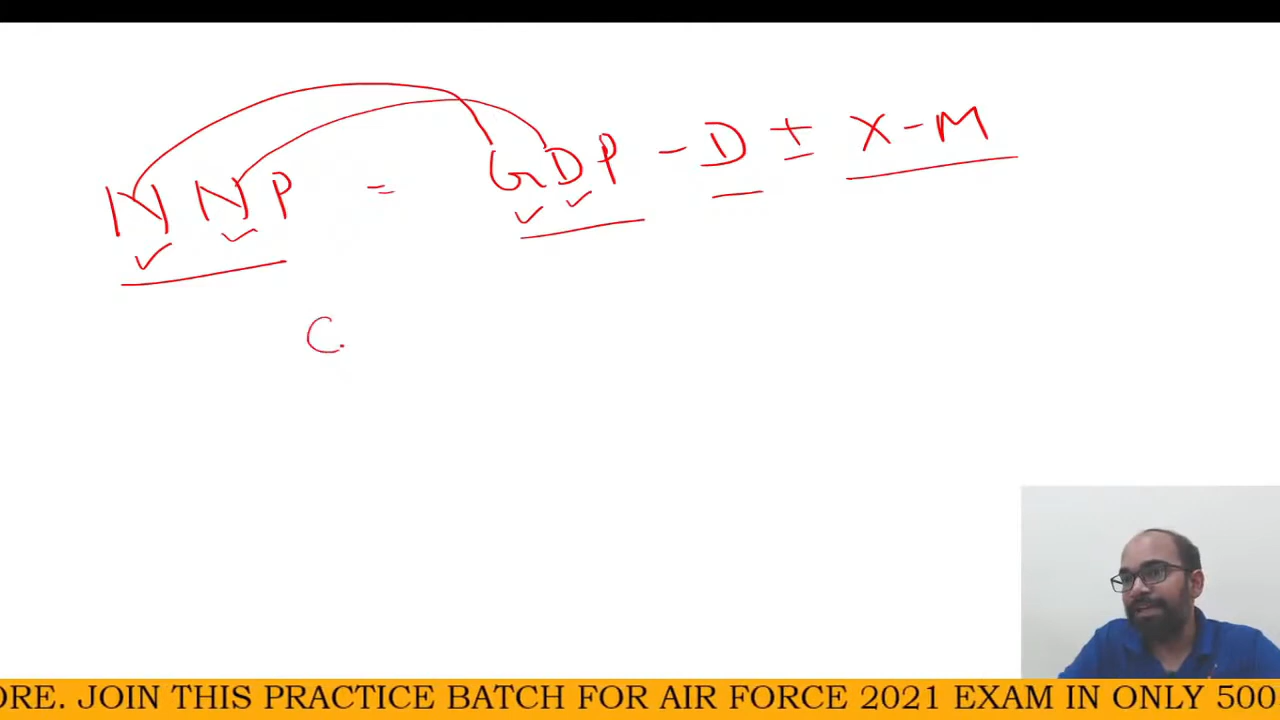 NNP = GDP - D ± X - M
C.
ORE. JOIN THIS PRACTICE BATCH FOR AIR FORCE 2021 EXAM IN ONLY 500